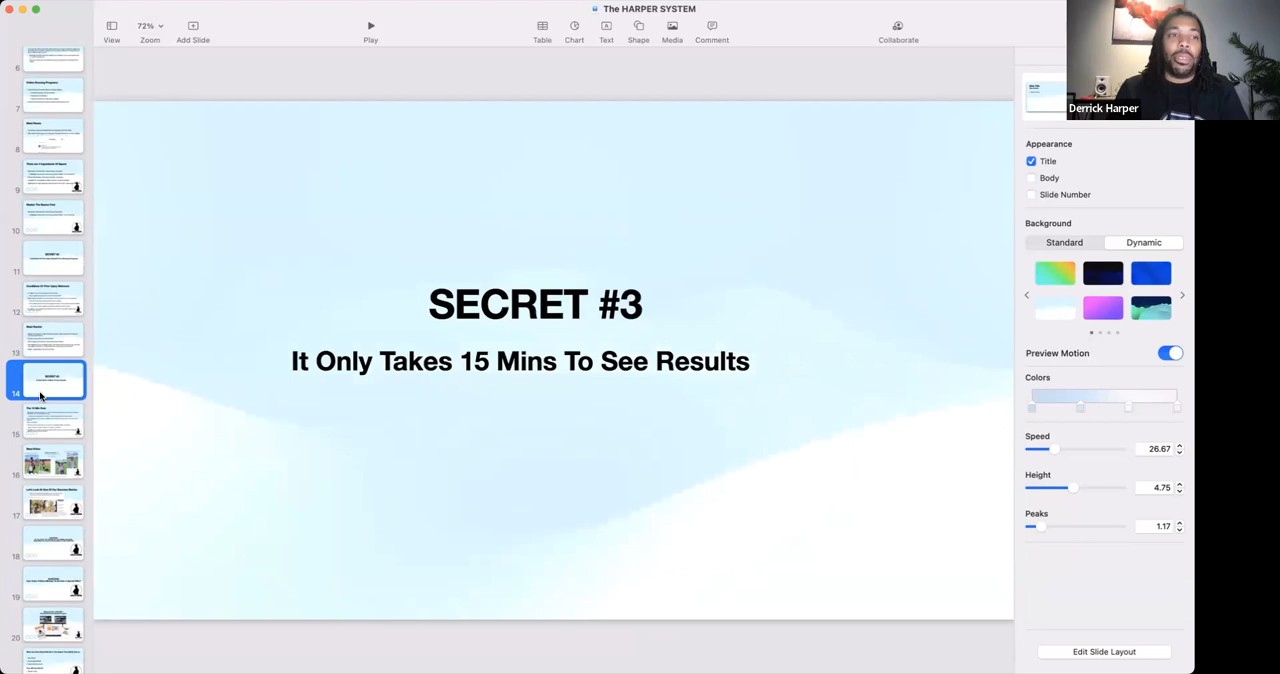 The HARPER SYSTEM
72%
View
Zoom
Add Slide
Play
Table
Chart
Text
Shape
Media
Comment
Collaborate
Derrick Harper
6
7
8
9
10
11
12
13
14
15
16
17
18
19
20
SECRET #3
It Only Takes 15 Mins To See Results
Appearance
Title
Body
Slide Number
Background
Standard
Dynamic
Preview Motion
Colors
Speed
26.67
Height
4.75
Peaks
1.17
Edit Slide Layout